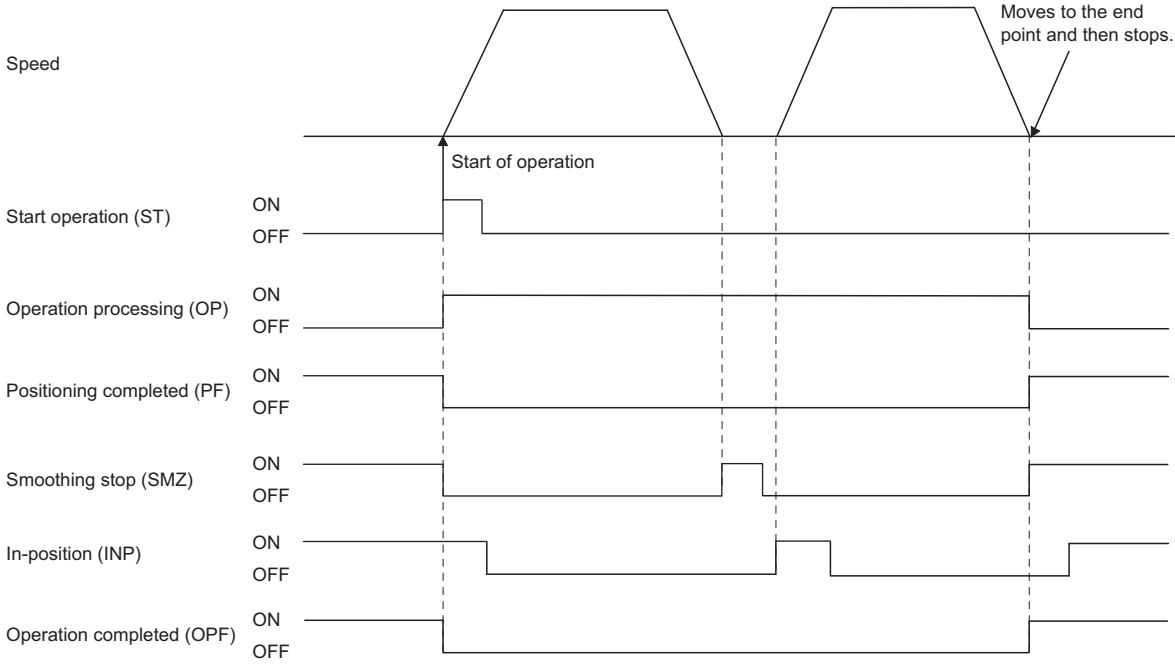 Moves to the end
point and then stops.
Speed
Start of operation
Start operation (ST)
ON
OFF
Operation processing (OP)
ON
OFF
Positioning completed (PF)
ON
OFF
Smoothing stop (SMZ)
ON
OFF
In-position (INP)
ON
OFF
Operation completed (OPF)
ON
OFF